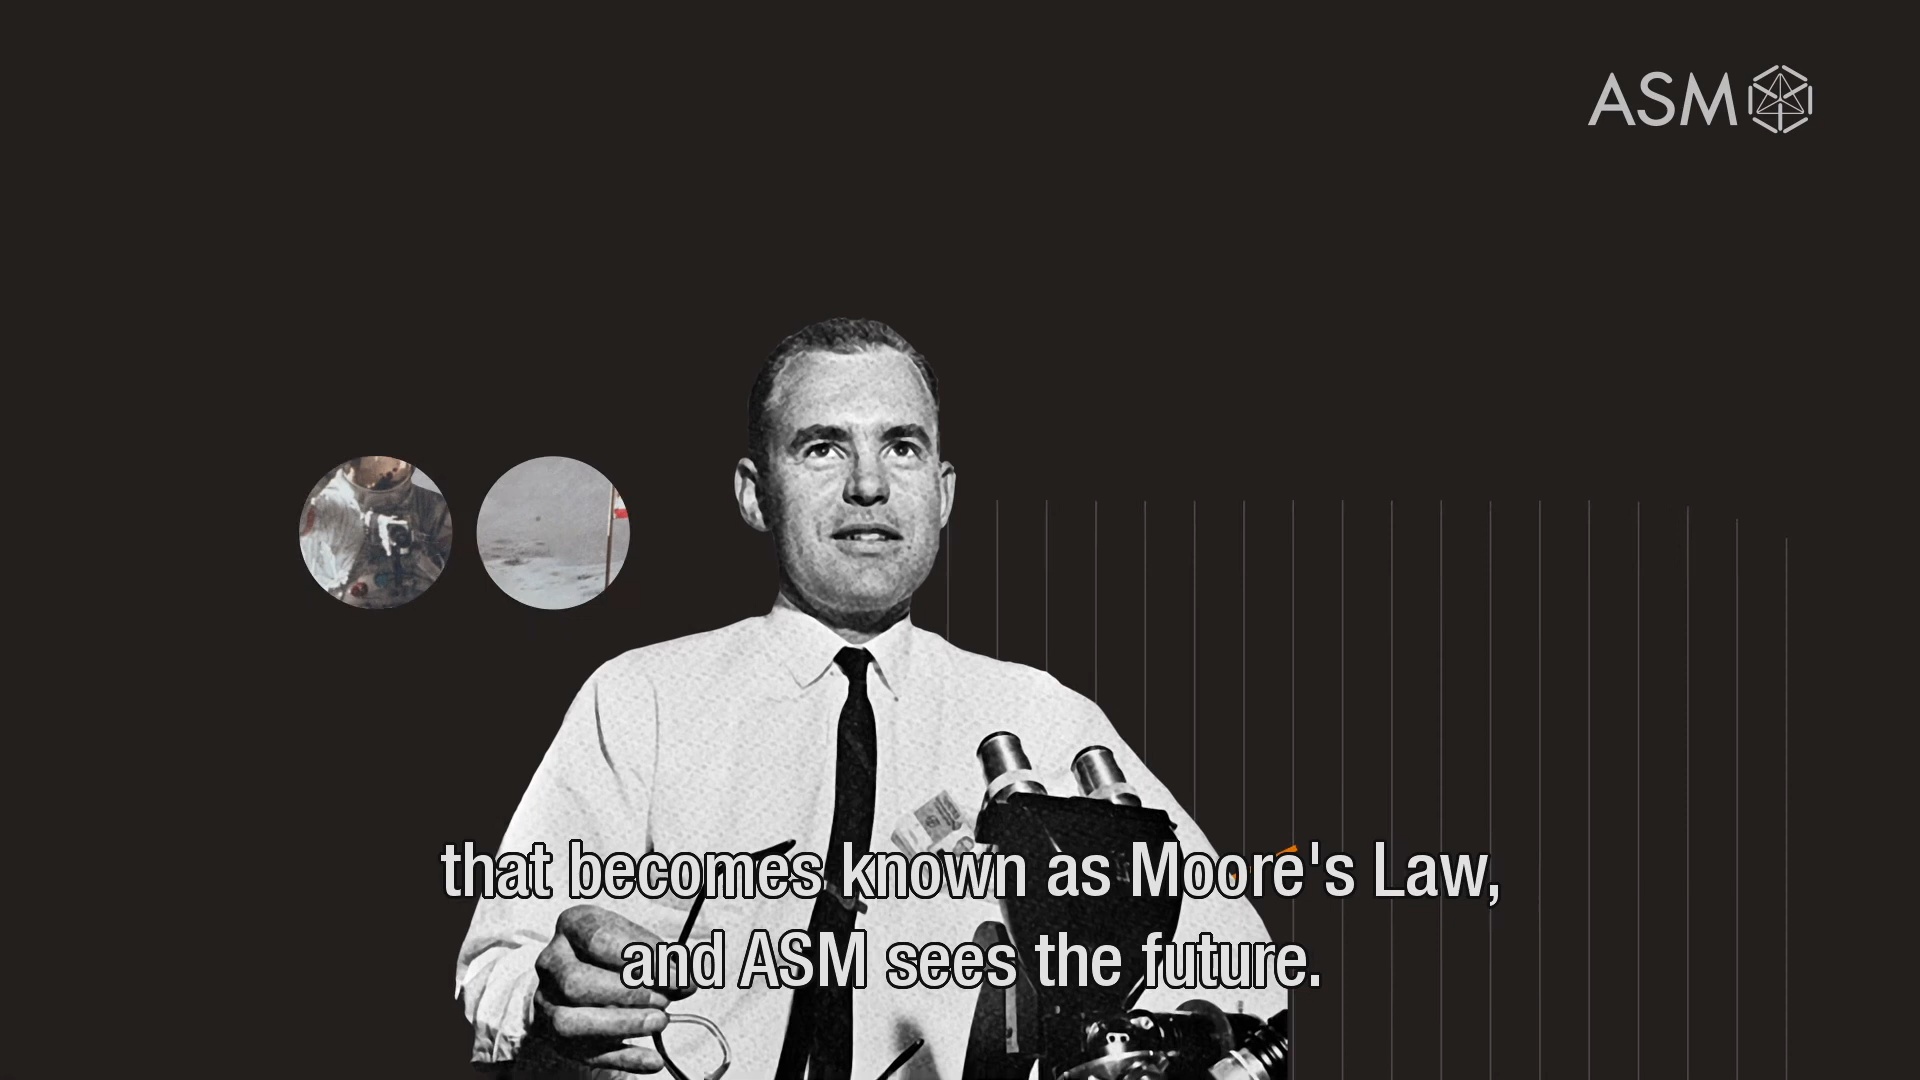 ASM
that becomes known as Moore's Law,
and ASM sees the future.